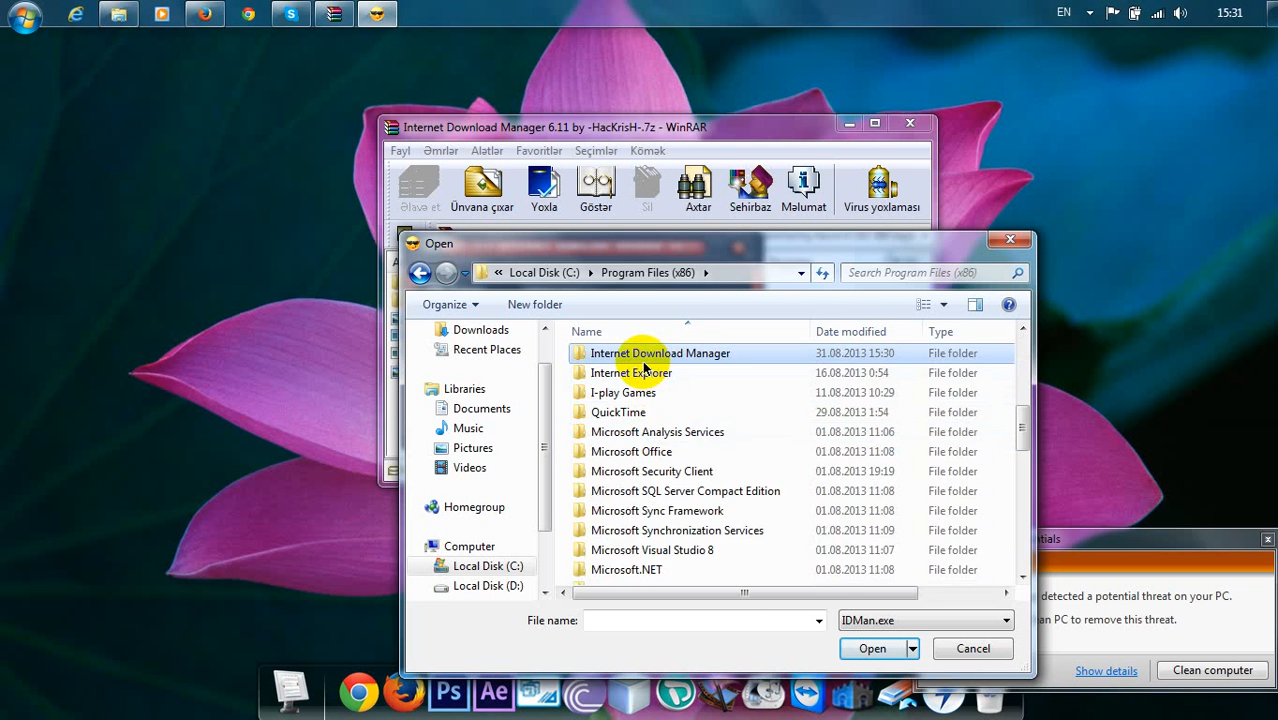 EN
15:31
Internet Download Manager 6.11 by -HacKrisH-.7z - WinRAR
Fayl Əmrlər Alətlər Favoritlər Seçimlər Kömək
Əlavə et Ünvana çıxar Yoxla Göstər Sil Axtar Sehirbaz Məlumat Virus yoxlaması
Open
« Local Disk (C:) Program Files (x86)
Search Program Files (x86)
Organize New folder
Name Date modified Type
Downloads
Recent Places
Libraries
Documents
Music
Pictures
Videos
Homegroup
Computer
Local Disk (C:)
Local Disk (D:)
Internet Download Manager 31.08.2013 15:30 File folder
Internet Explorer 16.08.2013 0:54 File folder
I-play Games 11.08.2013 10:29 File folder
QuickTime 29.08.2013 1:54 File folder
Microsoft Analysis Services 01.08.2013 11:06 File folder
Microsoft Office 01.08.2013 11:08 File folder
Microsoft Security Client 01.08.2013 19:19 File folder
Microsoft SQL Server Compact Edition 01.08.2013 11:08 File folder
Microsoft Sync Framework 01.08.2013 11:08 File folder
Microsoft Synchronization Services 01.08.2013 11:09 File folder
Microsoft Visual Studio 8 01.08.2013 11:07 File folder
Microsoft.NET 01.08.2013 11:08 File folder
File name: IDMan.exe
Open Cancel
ntials
detected a potential threat on your PC.
an PC to remove this threat.
Show details Clean computer
Ps Ae